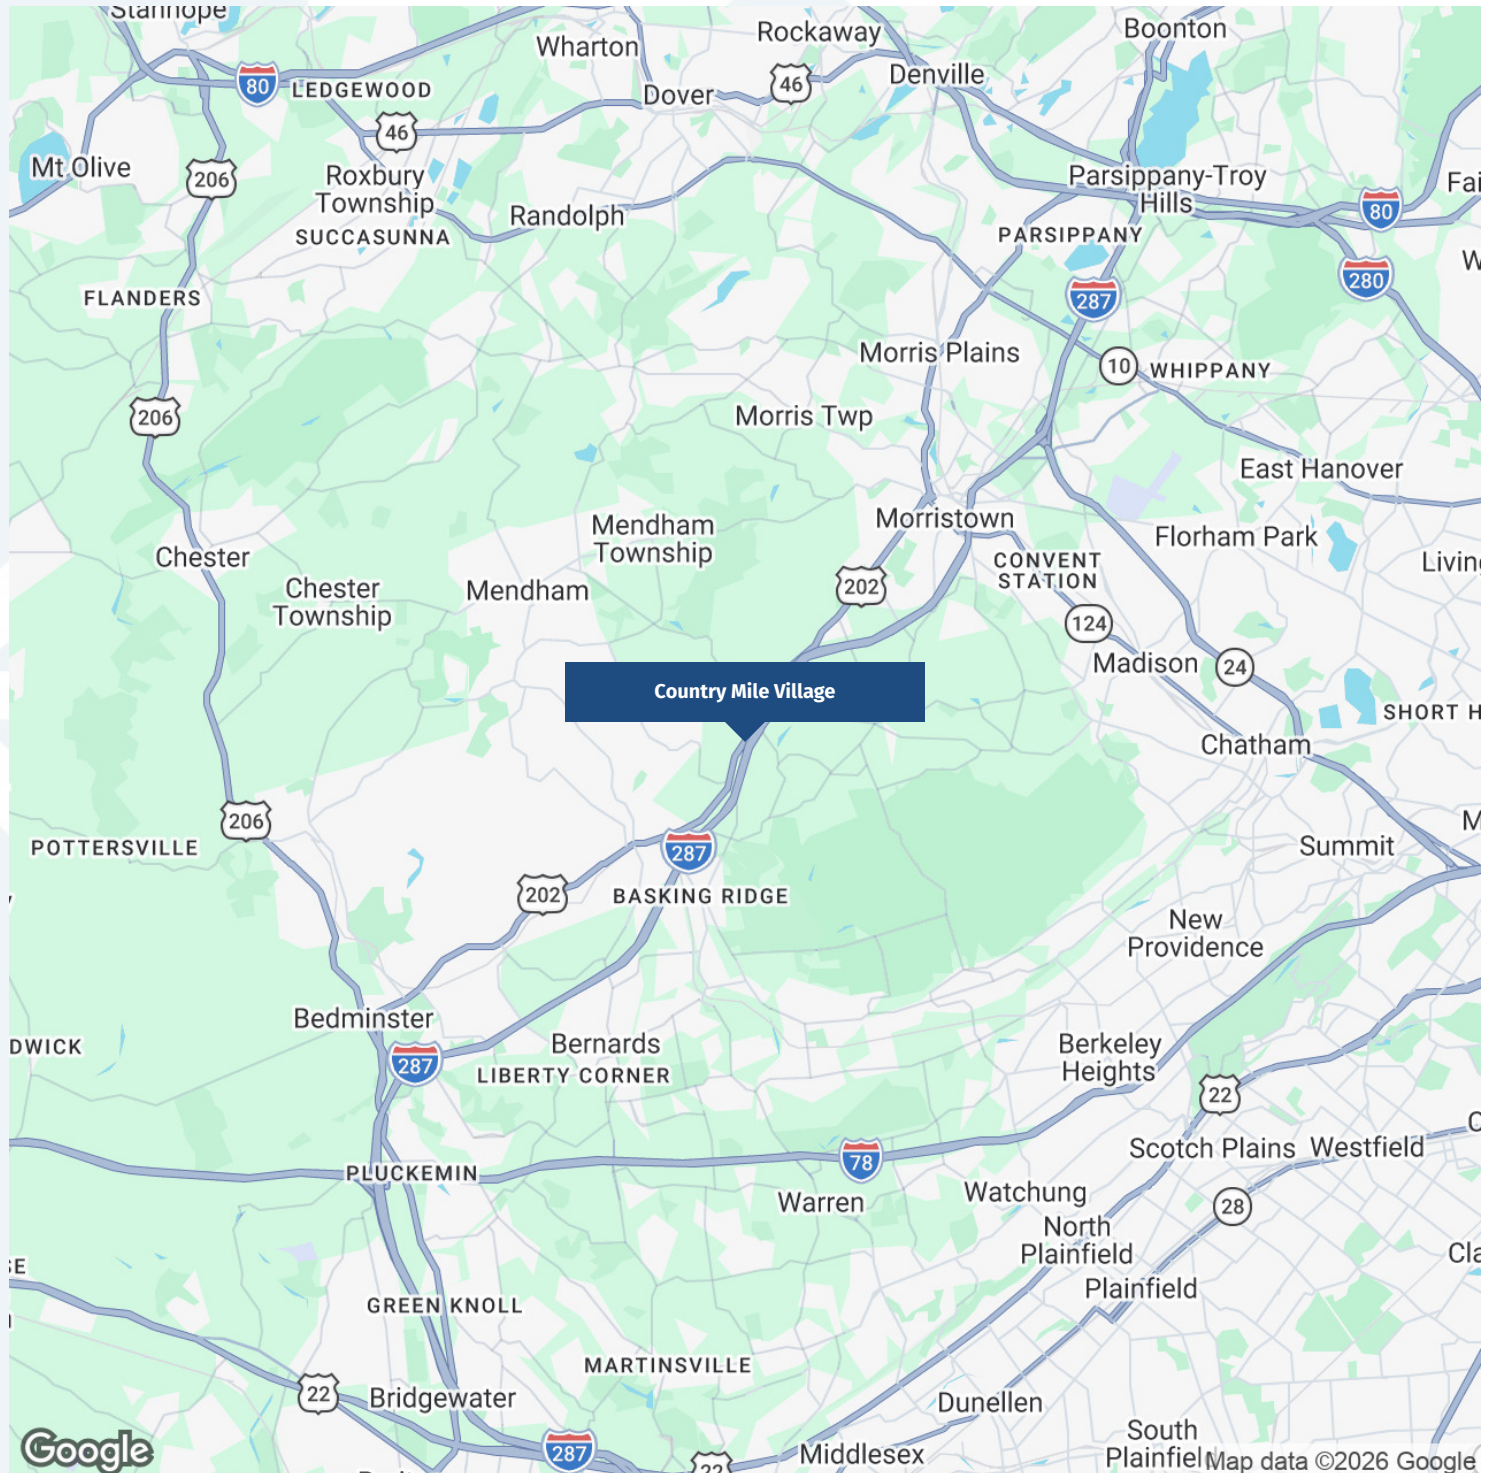 Stanhope
Wharton
Rockaway
Boonton
80
LEDGEWOOD
46
Denville
Dover
46
Mt Olive
206
Roxbury
Township
SUCCASUNNA
Randolph
Parsippany-Troy
Hills
80
Fai
PARSIPPANY
W
280
287
FLANDERS
Morris Plains
10
WHIPPANY
206
Morris Twp
East Hanover
Morristown
Mendham
Township
Florham Park
Chester
CONVENT
STATION
Living
Chester
Township
Mendham
202
124
Madison
24
Country Mile Village
SHORT H
Chatham
206
POTTERSVILLE
M
Summit
287
202
BASKING RIDGE
New
Providence
Bedminster
DWICK
Bernards
LIBERTY CORNER
Berkeley
Heights
287
22
PLUCKEMIN
78
Scotch Plains
Westfield
C
Warren
Watchung
28
North
Plainfield
Cla
SE
Plainfield
GREEN KNOLL
MARTINSVILLE
22
Bridgewater
Dunellen
287
22
Middlesex
South
Plainfield
Google
Map data ©2026 Google